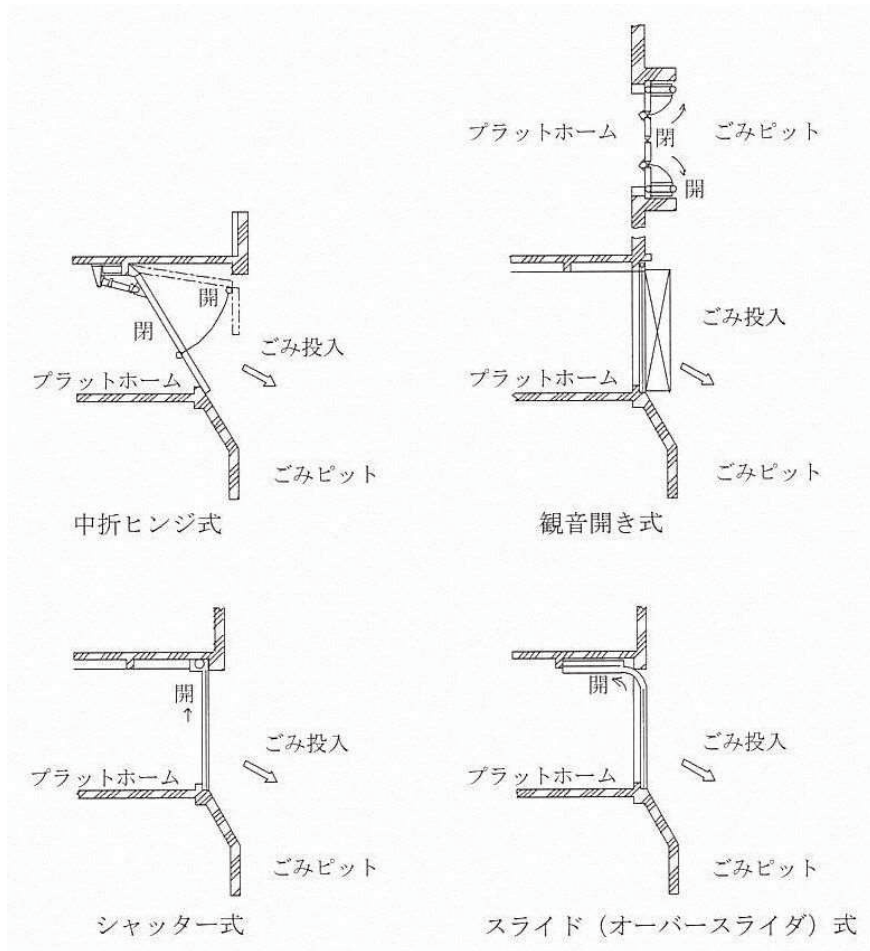 プラットホーム
閉
ごみピット
開
開
閉
ごみ投入
プラットホーム
ごみピット
中折ヒンジ式
ごみ投入
プラットホーム
ごみピット
観音開き式
開
ごみ投入
プラットホーム
ごみピット
シャッター式
開
ごみ投入
プラットホーム
ごみピット
スライド（オーバースライダ）式